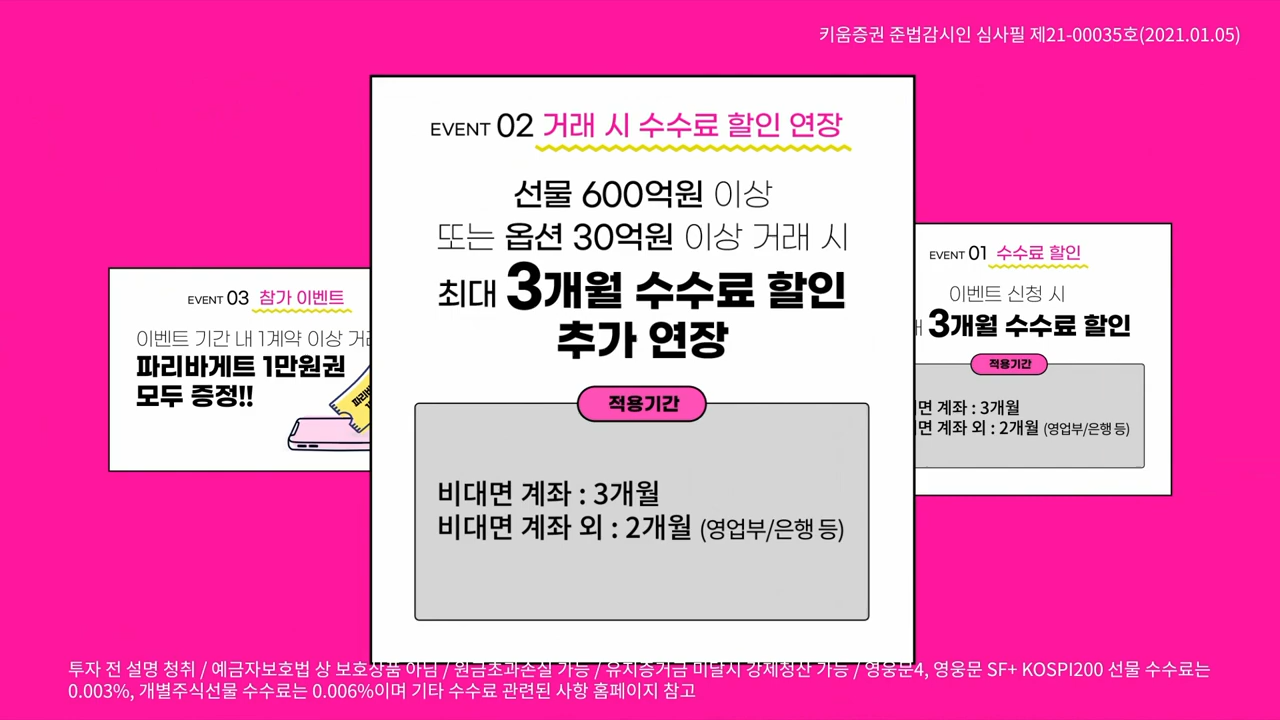 키움증권 준법감시인 심사필 제21-00035호(2021.01.05)
EVENT 02 거래 시 수수료 할인 연장
선물 600억원 이상
또는 옵션 30억원 이상 거래 시
최대 3개월 수수료 할인
추가 연장
적용기간
비대면 계좌 : 3개월
비대면 계좌 외 : 2개월 (영업부/은행 등)
EVENT 03 참가 이벤트
이벤트 기간 내 1계약 이상
파리바게트 1만원권
모두 증정!!
EVENT 01 수수료 할인
이벤트 신청 시
3개월 수수료 할인
적용기간
면 계좌 : 3개월
면 계좌 외 : 2개월 (영업부/은행 등)
투자 전 설명 청취 / 예금자보호법 상 보호상품 아님 / 원금초과손실 가능 / 유지증거금 미달시 강제청산 가능 / 영웅문4, 영웅문 SF+ KOSPI200 선물 수수료는
0.003%, 개별주식선물 수수료는 0.006%이며 기타 수수료 관련된 사항 홈페이지 참고